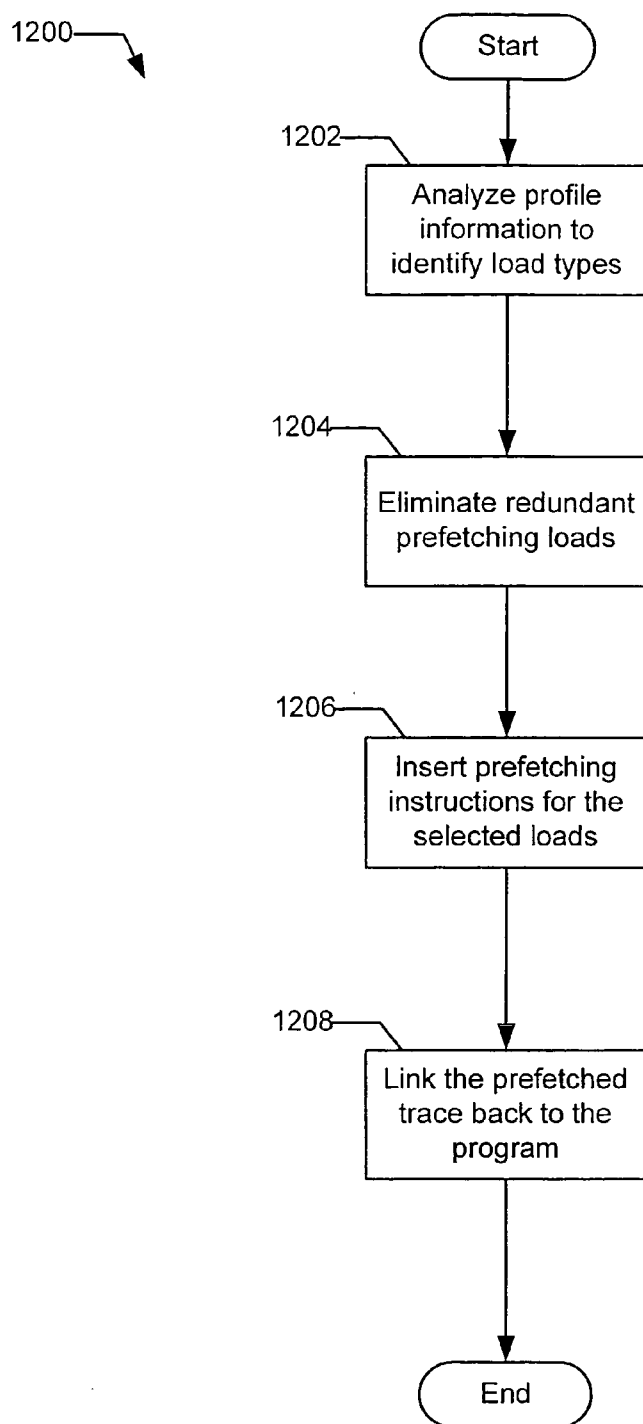 1200
Start
1202
Analyze profile
information to
identify load types
1204
Eliminate redundant
prefetching loads
1206
Insert prefetching
instructions for the
selected loads
1208
Link the prefetched
trace back to the
program
End